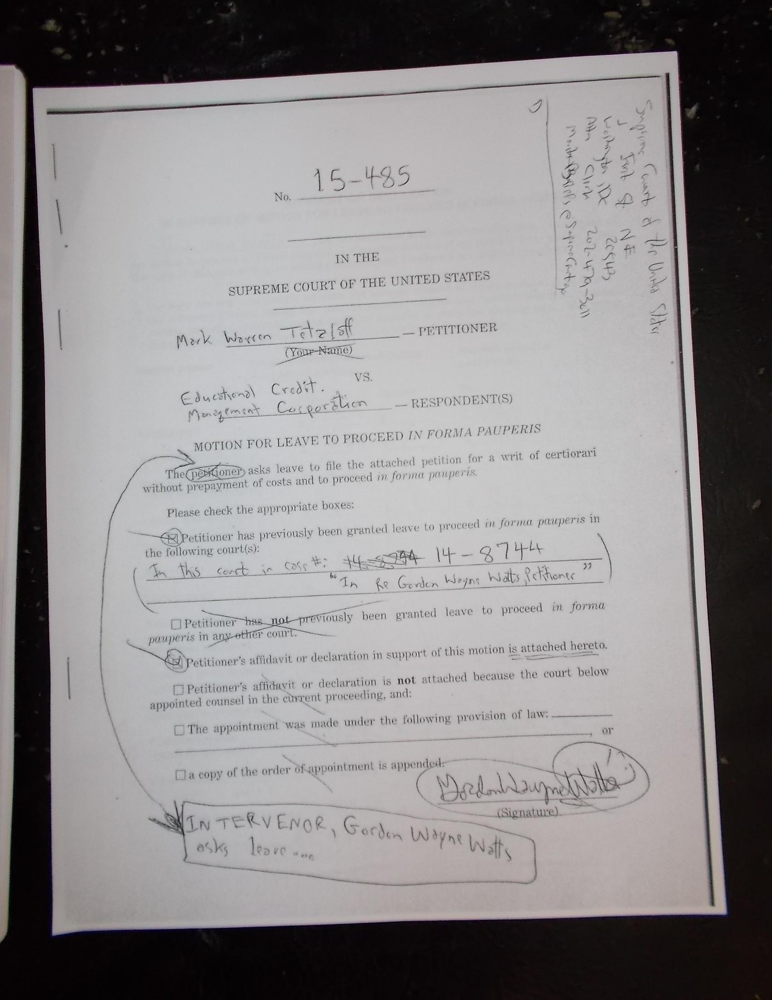 Supreme Court of the United States
1 First St NE
Washington, DC 20543
Attn Clerk 202-479-3011
No. 15-485
IN THE
SUPREME COURT OF THE UNITED STATES
Mark Warren Tetzlaff — PETITIONER
(Your Name)
VS.
Educational Credit
Management Corporation — RESPONDENT(S)
MOTION FOR LEAVE TO PROCEED IN FORMA PAUPERIS
The petitioner asks leave to file the attached petition for a writ of certiorari
without prepayment of costs and to proceed in forma pauperis.
Please check the appropriate boxes:
Petitioner has previously been granted leave to proceed in forma pauperis in
the following court(s):
In this court in case #: 14-8744 14-8744
"In Re Gordon Wayne Watts, Petitioner"
Petitioner has not previously been granted leave to proceed in forma
pauperis in any other court.
Petitioner's affidavit or declaration in support of this motion is attached hereto.
Petitioner's affidavit or declaration is not attached because the court below
appointed counsel in the current proceeding, and:
The appointment was made under the following provision of law:
, or
a copy of the order of appointment is appended.
Gordon Wayne Watts
(Signature)
INTERVENOR, Gordon Wayne Watts
asks leave....